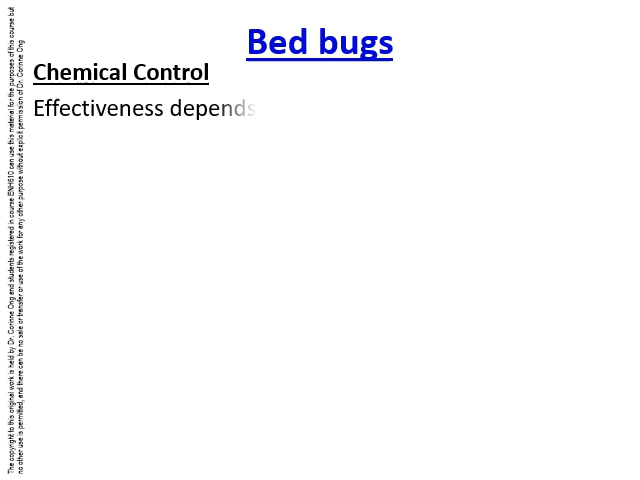 Bed bugs
Chemical Control
Effectiveness depends
The copyright to this original work is held by Dr. Corinne Ong and students registered in course ENH610 can use this material for the purposes of this course but
no other use is permitted, and there can be no sale or transfer or use of the work for any other purpose without explicit permission of Dr. Corinne Ong